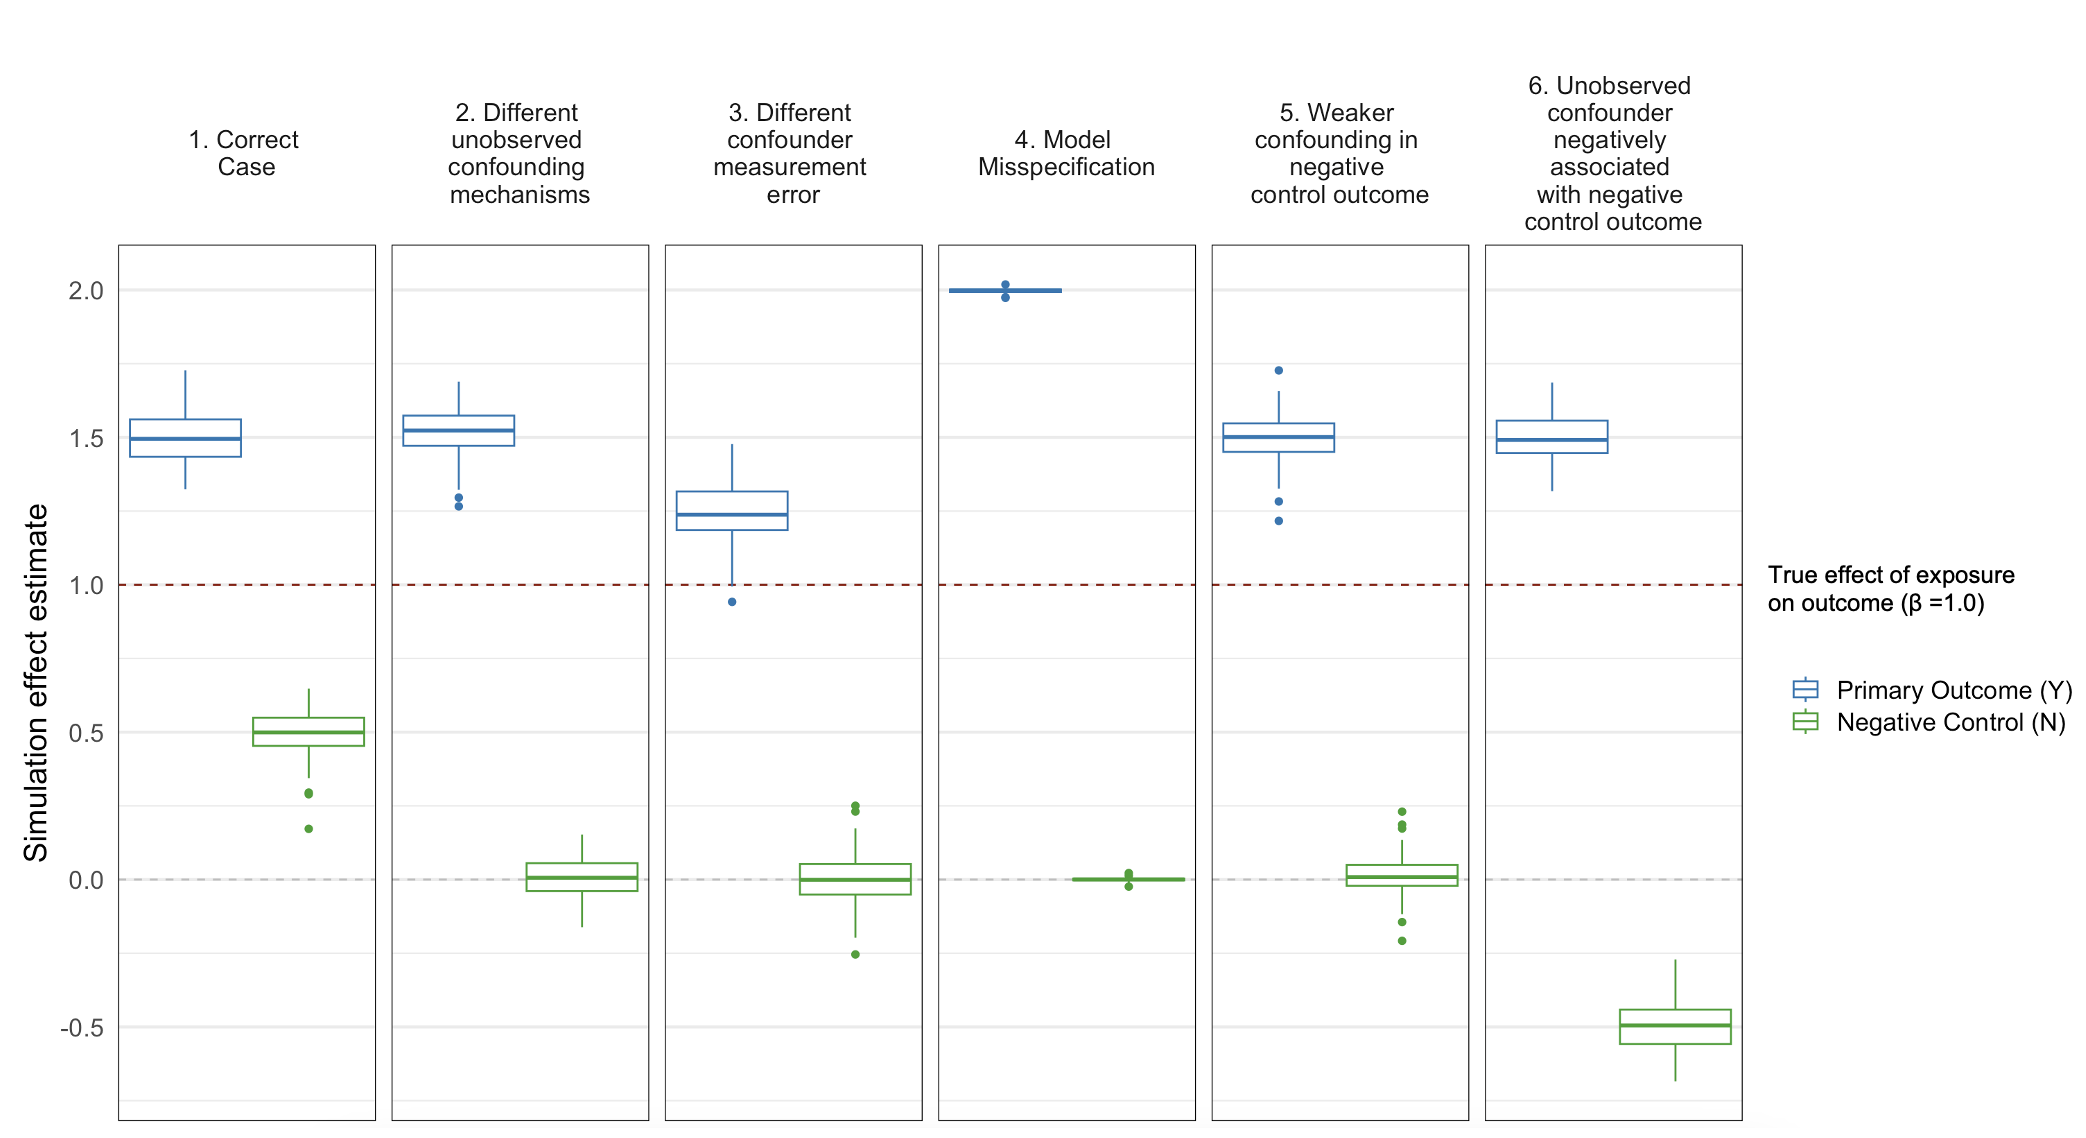 1. Correct
Case
2. Different
unobserved
confounding
mechanisms
3. Different
confounder
measurement
error
4. Model
Misspecification
5. Weaker
confounding in
negative
control outcome
6. Unobserved
confounder
negatively
associated
with negative
control outcome
Simulation effect estimate
2.0
1.5
1.0
0.5
0.0
-0.5
True effect of exposure
on outcome (β =1.0)
Primary Outcome (Y)
Negative Control (N)